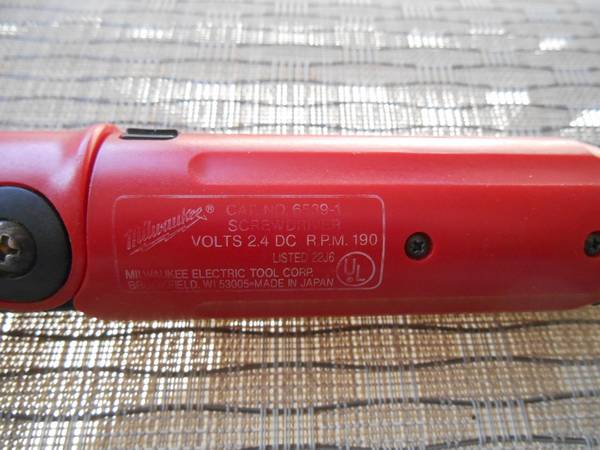 Milwaukee®
CAT. NO. 6539-1
SCREWDRIVER
VOLTS 2.4 DC R.P.M. 190
LISTED 22J6
UL
MILWAUKEE ELECTRIC TOOL CORP.
BROOKFIELD, WI 53005 MADE IN JAPAN